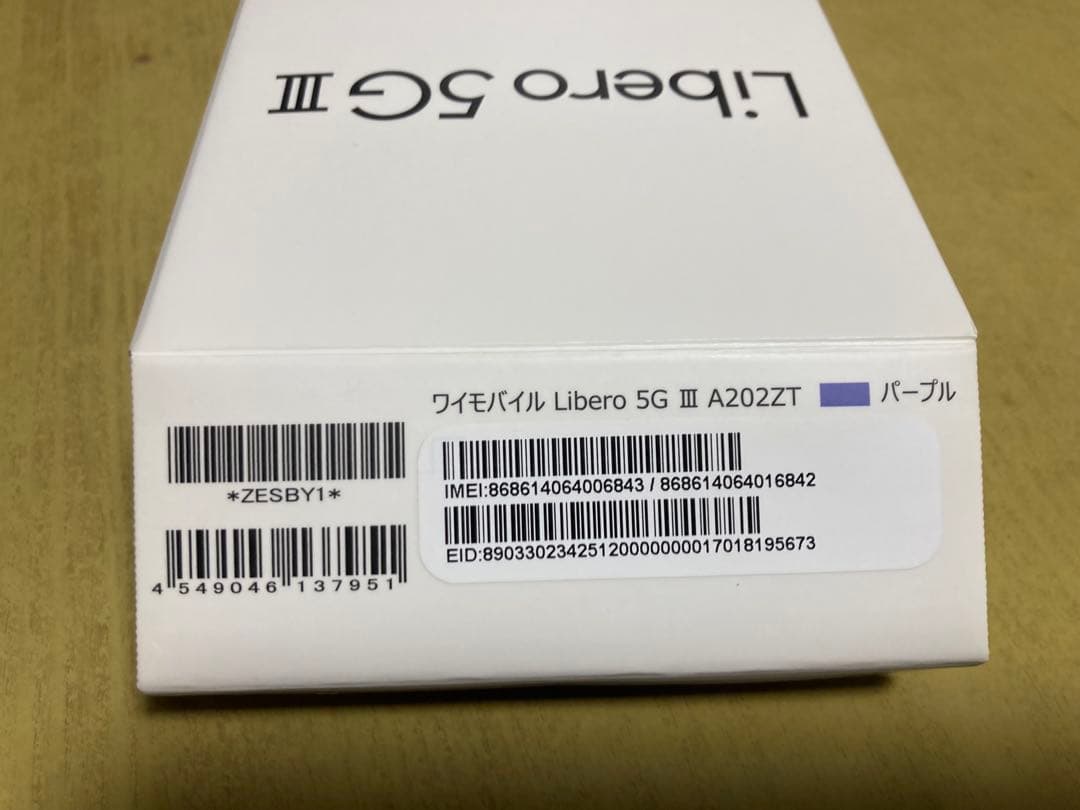 Libero 5G III
ワイモバイル Libero 5G Ⅲ A202ZT パープル
*ZESBY1*
IMEI:868614064006843 / 868614064016842
EID:89033023425120000000017018195673
4 549046 137951